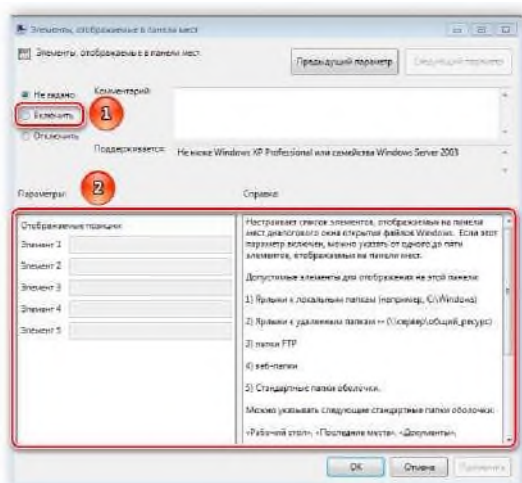 Элементы, отображаемые в панели мест
Элементы, отображаемые в панели мест
Предыдущий параметр
Следующий параметр
Не задано
Комментарий:
Включить
1
Отключить
Поддерживается:
Не ниже Windows XP Professional или семейства Windows Server 2003
Параметры:
2
Справка:
Отображаемые позиции:
Элемент 1
Элемент 2
Элемент 3
Элемент 4
Элемент 5
Настраивает список элементов, отображаемых на панели
мест диалогового окна открытия файлов Windows. Если этот
параметр включен, можно указать от одного до пяти
элементов, отображаемых на панели мест.
Допустимые элементы для отображения на этой панели:
1) Ярлыки к локальным папкам (например, C:\Windows)
2) Ярлыки к удаленным папкам -- (\\сервер\общий_ресурс)
3) папки FTP
4) веб-папки
5) Стандартные папки оболочки.
Можно указывать следующие стандартные папки оболочки:
«Рабочий стол», «Последние места», «Документы»,
ОК
Отмена
Применить